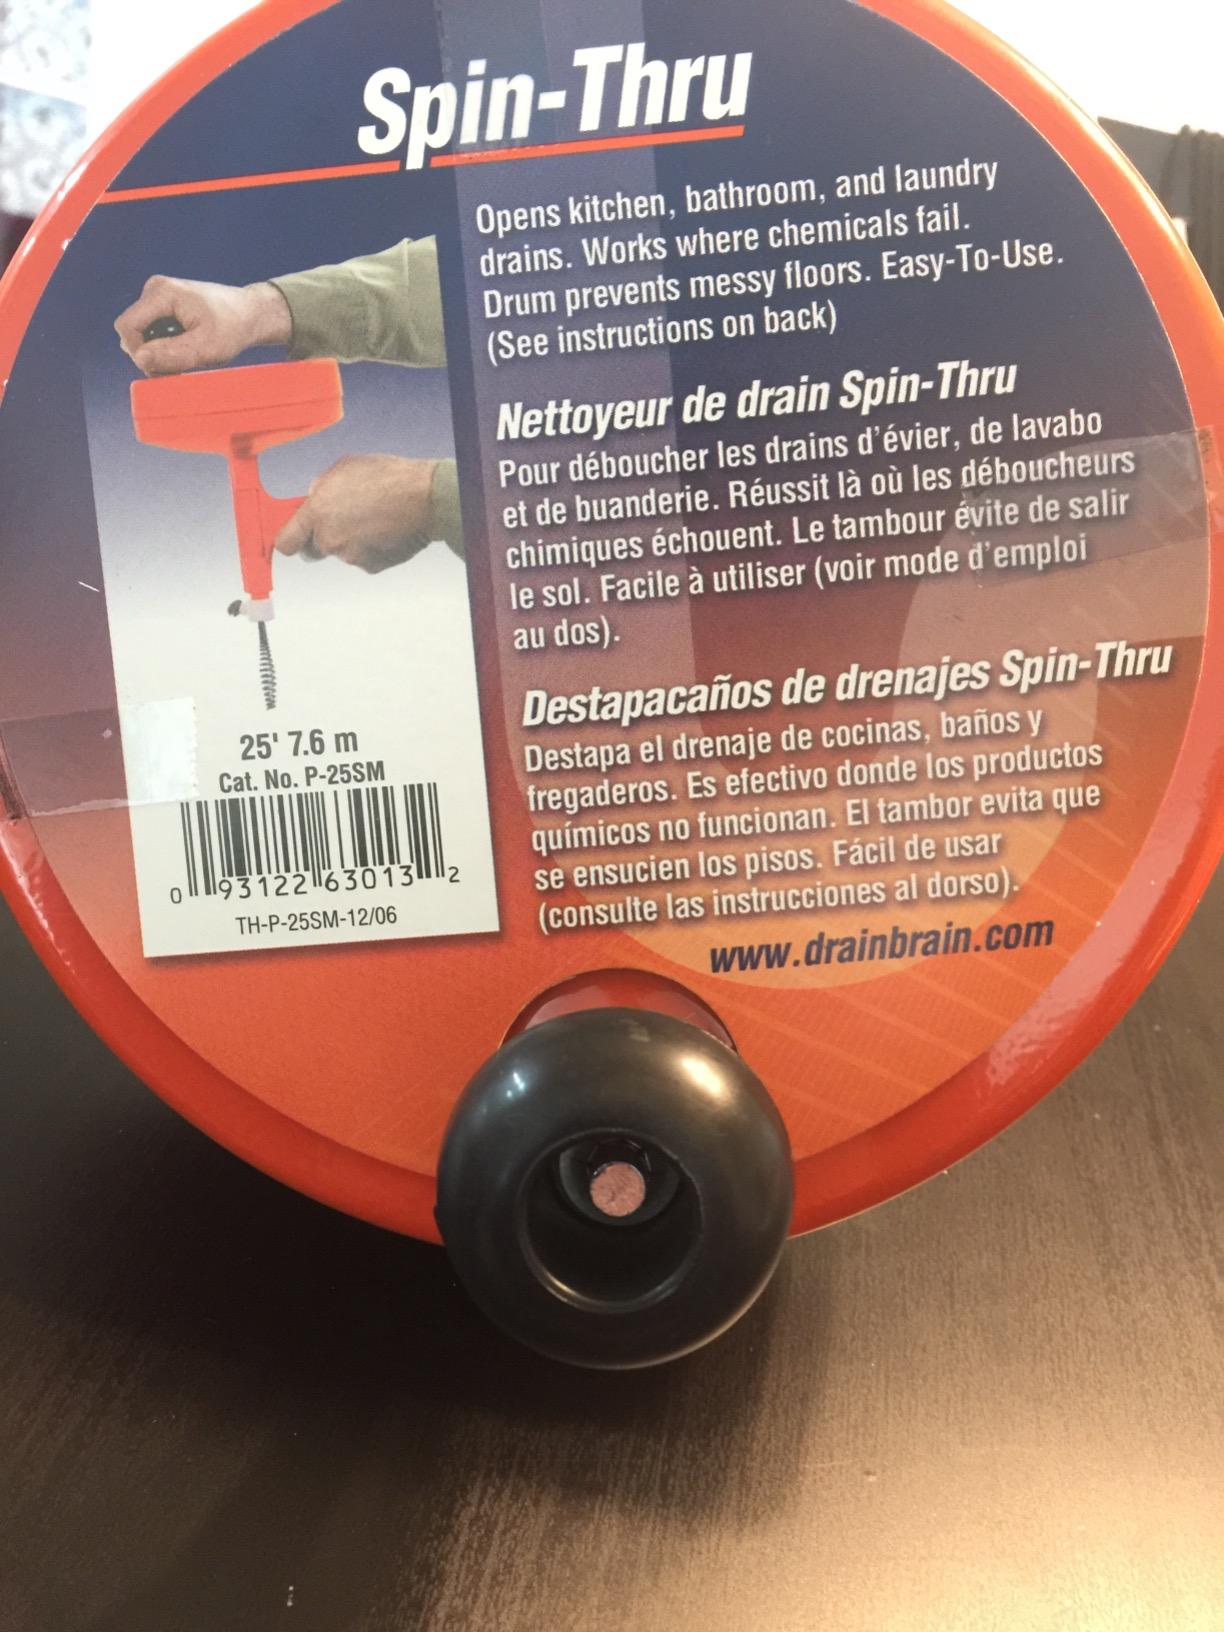 Spin-Thru
Opens kitchen, bathroom, and laundry
drains. Works where chemicals fail.
Drum prevents messy floors. Easy-To-Use.
(See instructions on back)
Nettoyeur de drain Spin-Thru
Pour déboucher les drains d'évier, de lavabo
et de buanderie. Réussit là où les déboucheurs
chimiques échouent. Le tambour évite de salir
le sol. Facile à utiliser (voir mode d'emploi
au dos).
Destapacaños de drenajes Spin-Thru
Destapa el drenaje de cocinas, baños y
fregaderos. Es efectivo donde los productos
químicos no funcionan. El tambor evita que
se ensucien los pisos. Fácil de usar
(consulte las instrucciones al dorso).
www.drainbrain.com
25' 7.6 m
Cat. No. P-25SM
0 93122 63013 2
TH-P-25SM-12/06